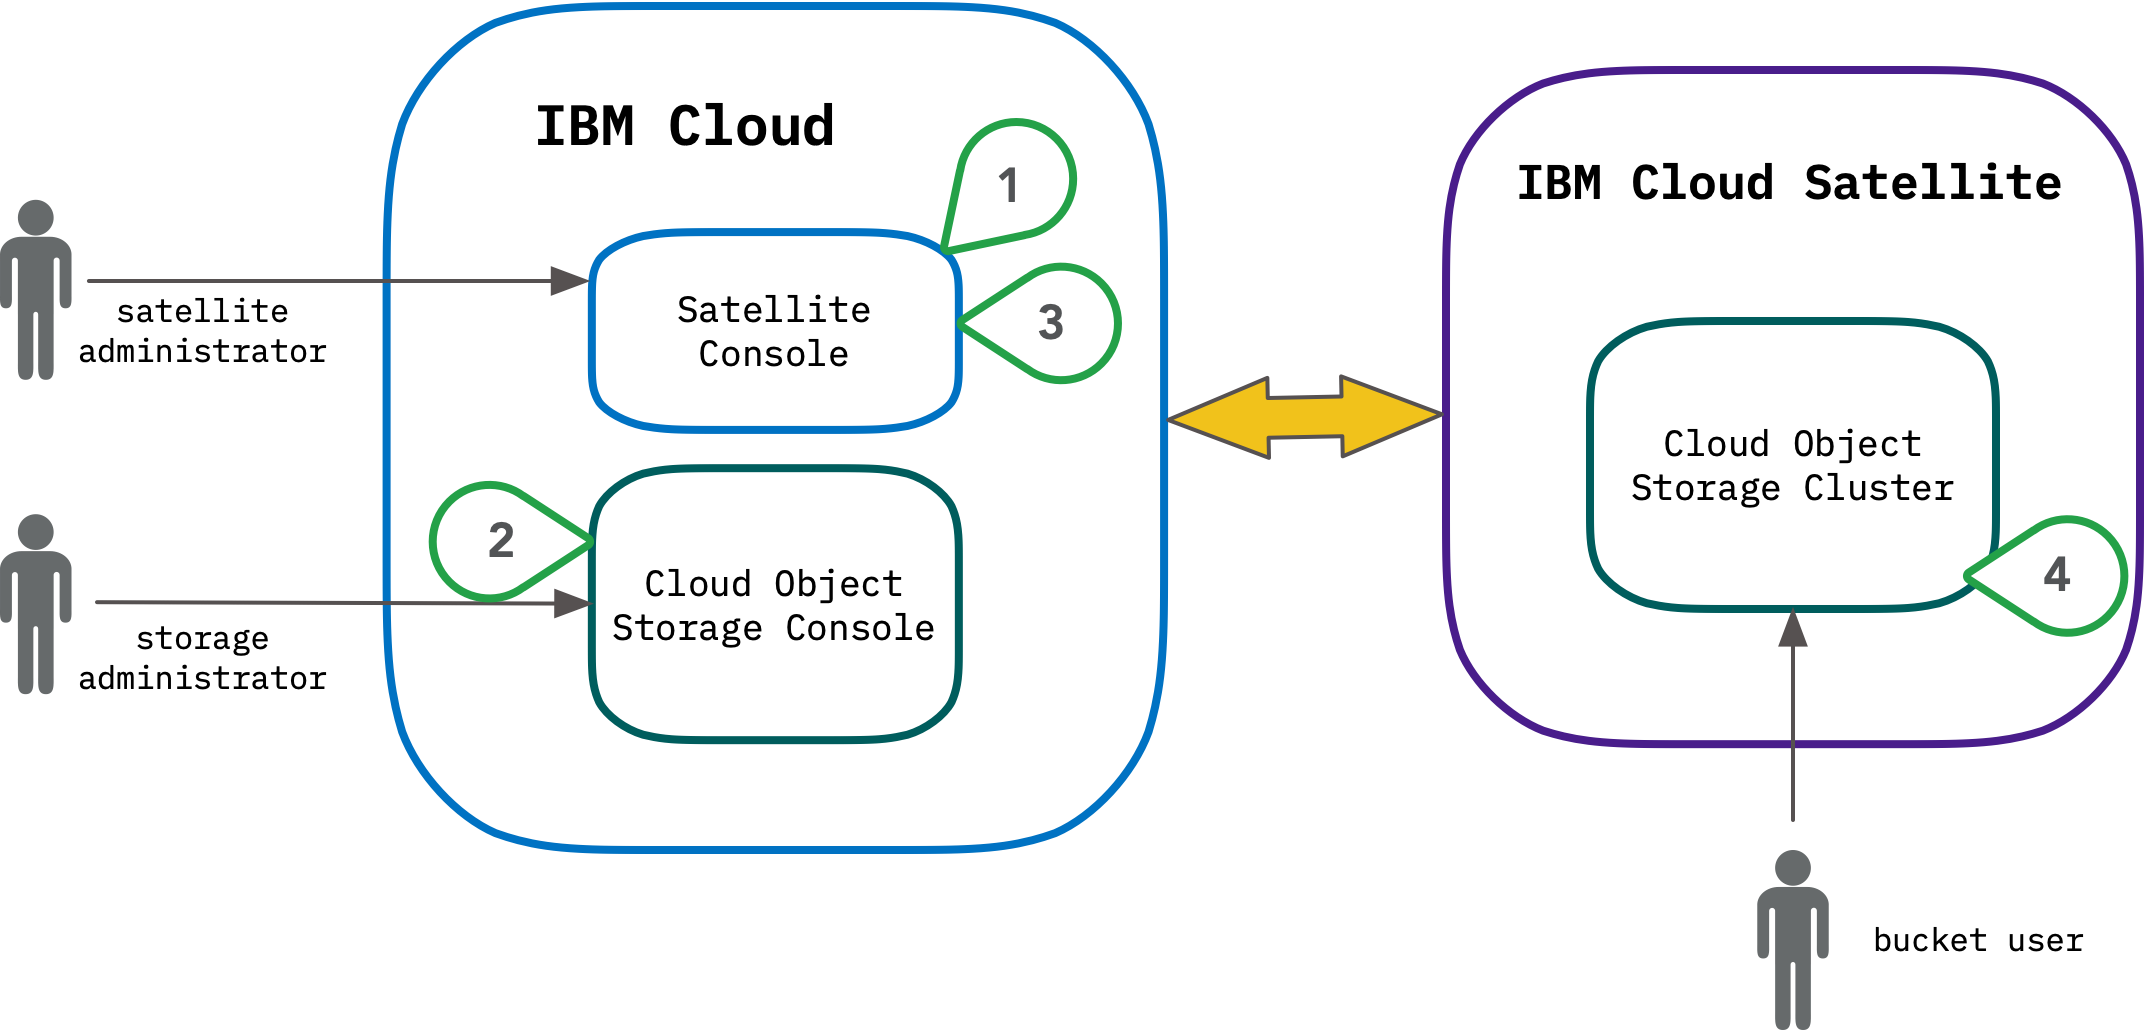 IBM Cloud
1
Satellite
Console
3
satellite
administrator
2
Cloud Object
Storage Console
storage
administrator
IBM Cloud Satellite
Cloud Object
Storage Cluster
4
bucket user